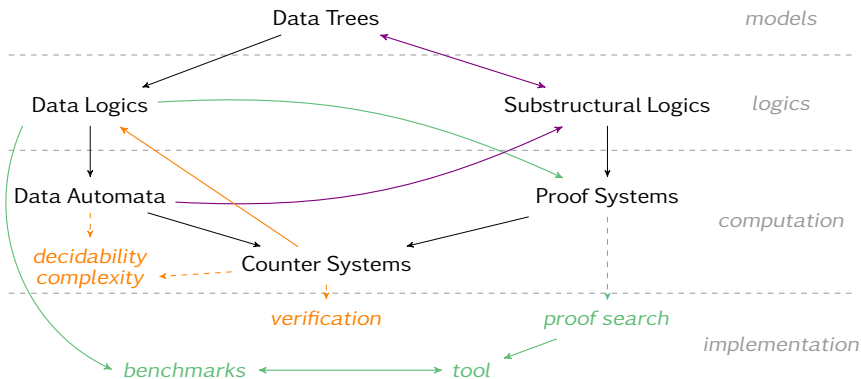 Data Trees
models
Data Logics
Substructural Logics
logics
Data Automata
Proof Systems
computation
decidability
complexity
Counter Systems
verification
proof search
implementation
benchmarks
tool